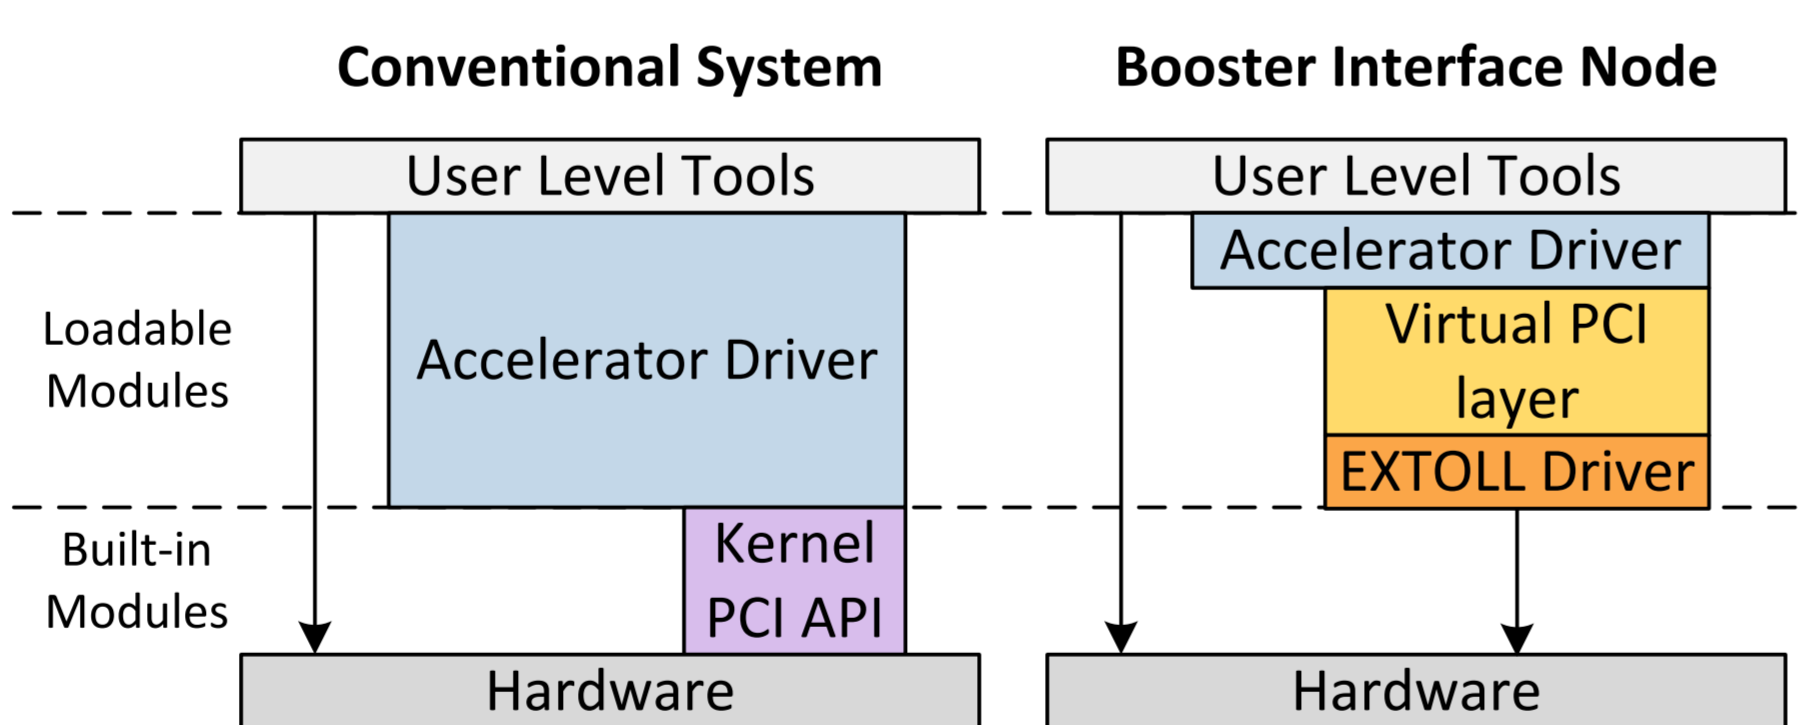 Conventional System
Booster Interface Node
User Level Tools
User Level Tools
Accelerator Driver
Loadable
Modules
Accelerator Driver
Virtual PCI
layer
EXTOLL Driver
Built-in
Modules
Kernel
PCI API
Hardware
Hardware